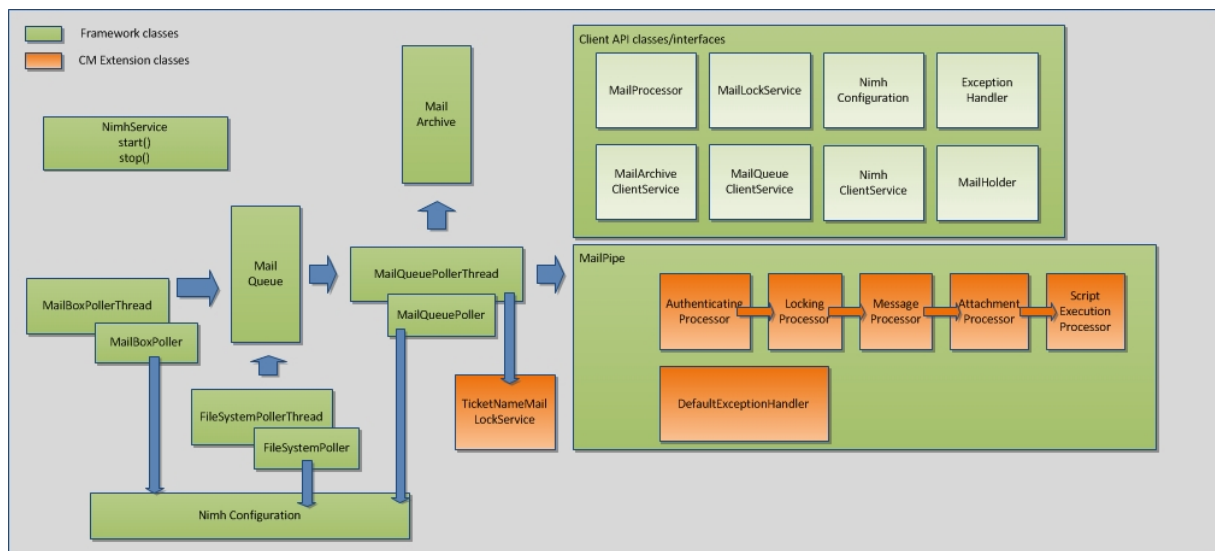 Framework classes
CM Extension classes
NimhService
start()
stop()
Mail
Archive
Client API classes/interfaces
MailProcessor
MailLockService
Nimh
Configuration
Exception
Handler
MailArchive
ClientService
MailQueue
ClientService
Nimh
ClientService
MailHolder
Mail
Queue
MailBoxPollerThread
MailBoxPoller
MailQueuePollerThread
MailQueuePoller
FileSystemPollerThread
FileSystemPoller
TicketNameMail
LockService
Nimh Configuration
MailPipe
Authenticating
Processor
Locking
Processor
Message
Processor
Attachment
Processor
Script
Execution
Processor
DefaultExceptionHandler